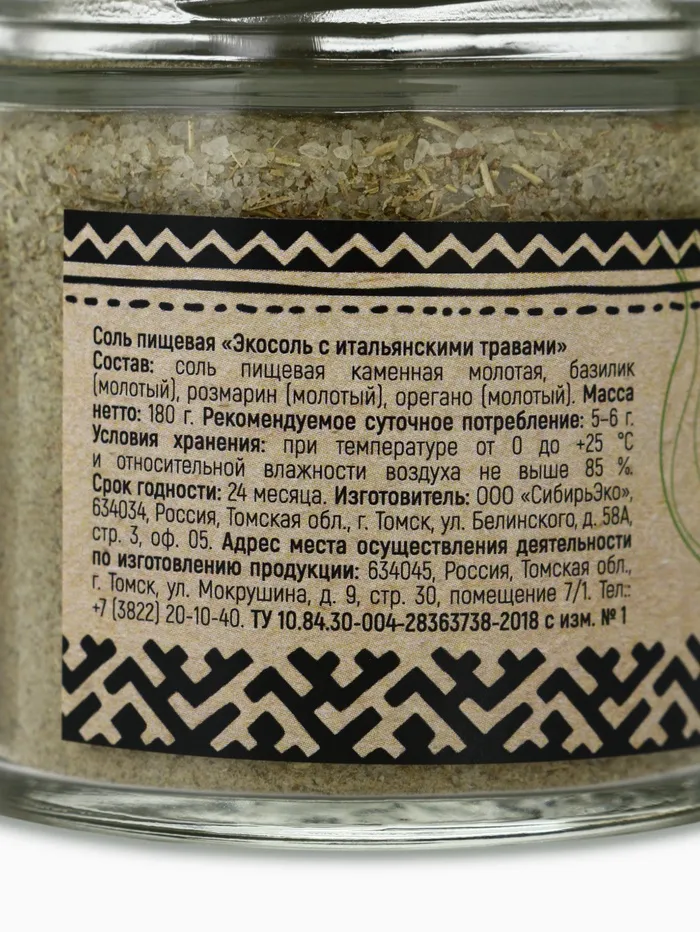 Соль пищевая «Экосоль с итальянскими травами»
Состав: соль пищевая каменная молотая, базилик
(молотый), розмарин (молотый), орегано (молотый). Масса
нетто: 180 г. Рекомендуемое суточное потребление: 5-6 г.
Условия хранения: при температуре от 0 до +25 °С
и относительной влажности воздуха не выше 85 %.
Срок годности: 24 месяца. Изготовитель: ООО «СибирьЭко»,
634034, Россия, Томская обл., г. Томск, ул. Белинского, д. 58А,
стр. 3, оф. 05. Адрес места осуществления деятельности
по изготовлению продукции: 634045, Россия, Томская обл.,
г. Томск, ул. Мокрушина, д. 9, стр. 30, помещение 7/1. Тел.:
+7 (3822) 20-10-40. ТУ 10.84.30-004-28363738-2018 с изм. № 1